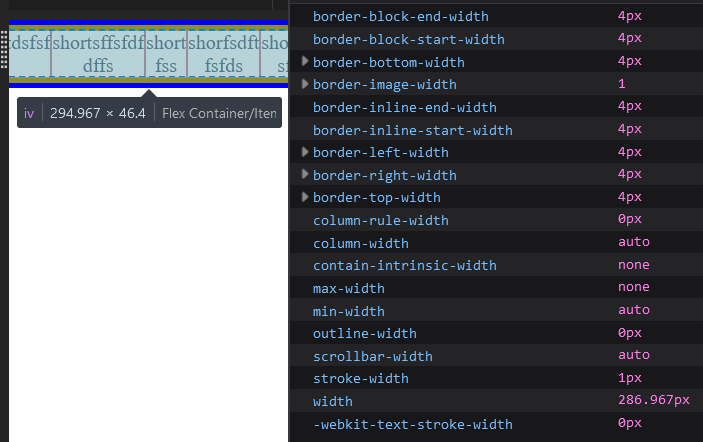 dsfsf shortsffsfdf short shorfsdft sho
dffs fss fsfds sf
iv 294.967 × 46.4 Flex Container/Item
border-block-end-width 4px
border-block-start-width 4px
border-bottom-width 4px
border-image-width 1
border-inline-end-width 4px
border-inline-start-width 4px
border-left-width 4px
border-right-width 4px
border-top-width 4px
column-rule-width 0px
column-width auto
contain-intrinsic-width none
max-width none
min-width auto
outline-width 0px
scrollbar-width auto
stroke-width 1px
width 286.967px
-webkit-text-stroke-width 0px